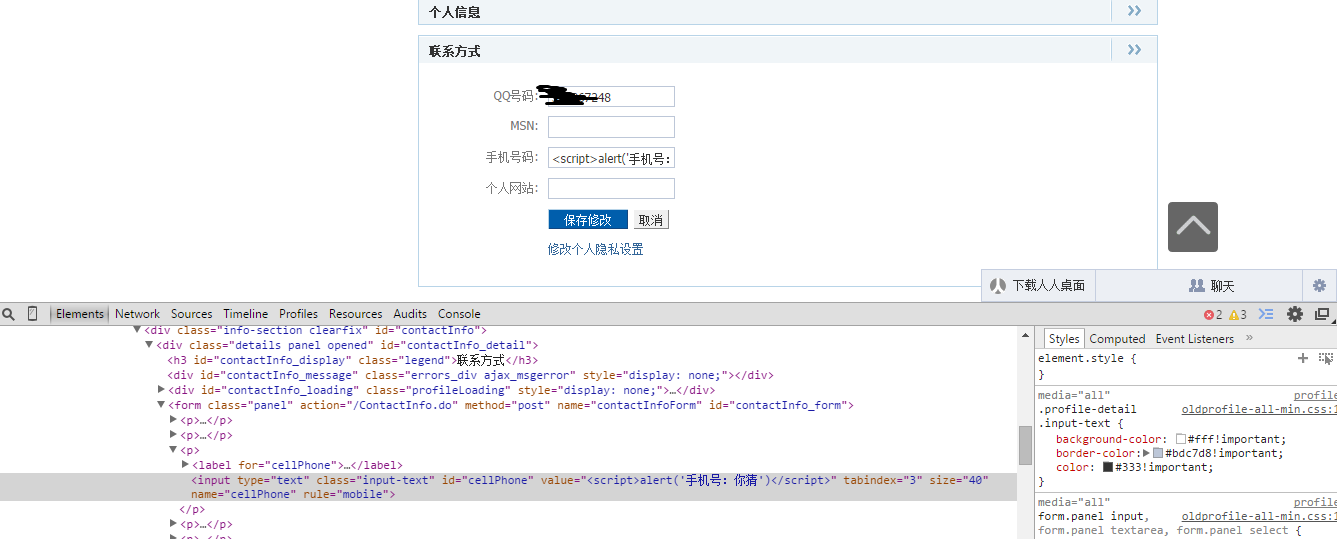 个人信息
联系方式
QQ号码: 67248
MSN:
手机号码: <script>alert('手机号:
个人网站:
保存修改 取消
修改个人隐私设置
下载人人桌面 聊天
Elements Network Sources Timeline Profiles Resources Audits Console 2 3
▼<div class="info-section clearfix" id="contactInfo">
▼<div class="details panel opened" id="contactInfo_detail">
<h3 id="contactInfo_display" class="legend">联系方式</h3>
<div id="contactInfo_message" class="errors_div ajax_msgerror" style="display: none;"></div>
▶<div id="contactInfo_loading" class="profileLoading" style="display: none;">…</div>
▼<form class="panel" action="/ContactInfo.do" method="post" name="contactInfoForm" id="contactInfo_form">
▶<p>…</p>
▶<p>…</p>
▼<p>
▶<label for="cellPhone">…</label>
<input type="text" class="input-text" id="cellPhone" value="<script>alert('手机号：你猜')</script>" tabindex="3" size="40"
name="cellPhone" rule="mobile">
</p>
▶<p>…</p>
▶<p>…</p>
Styles Computed Event Listeners »
element.style {
}
media="all" profile
.profile-detail oldprofile-all-min.css:1
.input-text {
background-color: #fff!important;
border-color:▶#bdc7d8!important;
color: #333!important;
}
media="all" profile
form.panel input, oldprofile-all-min.css:1
form.panel textarea, form.panel select {